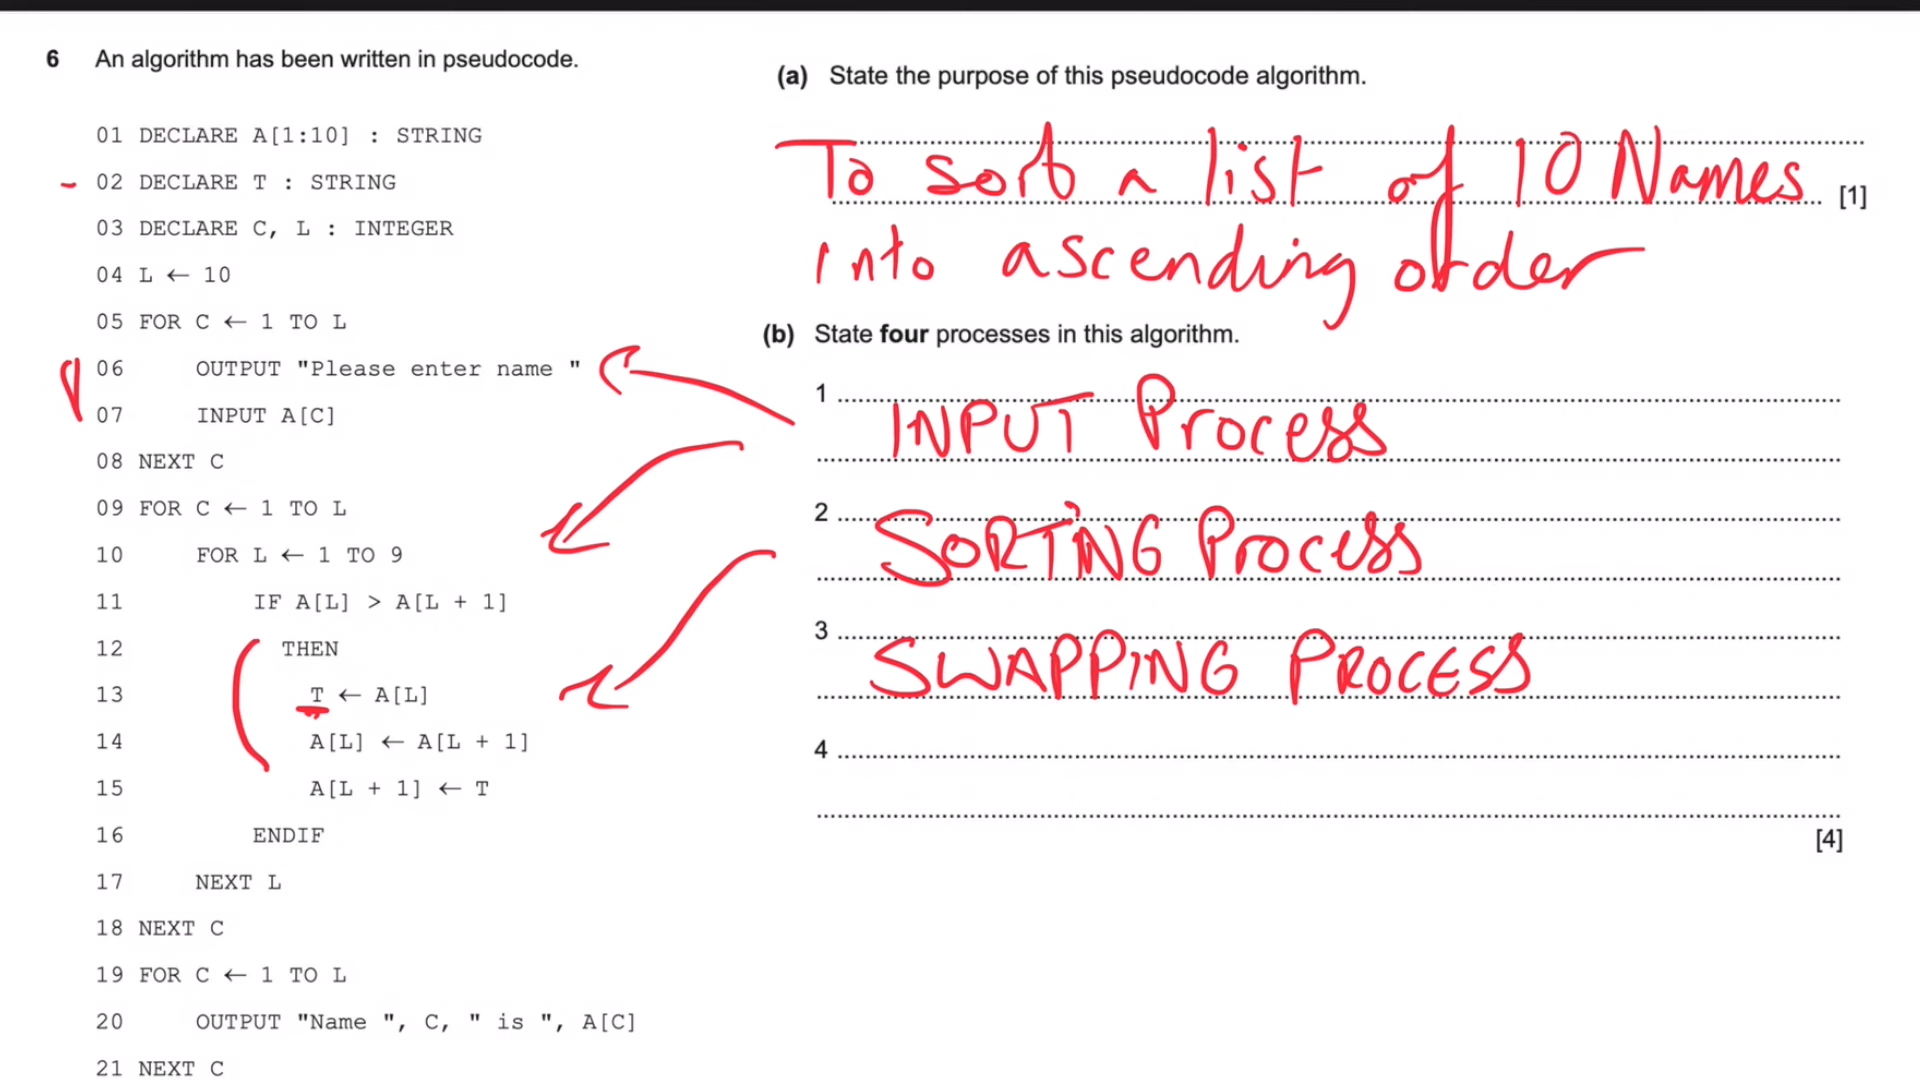 6 An algorithm has been written in pseudocode.
01 DECLARE A[1:10] : STRING
02 DECLARE T : STRING
03 DECLARE C, L : INTEGER
04 L ← 10
05 FOR C ← 1 TO L
06 OUTPUT "Please enter name "
07 INPUT A[C]
08 NEXT C
09 FOR C ← 1 TO L
10 FOR L ← 1 TO 9
11 IF A[L] > A[L + 1]
12 THEN
13 T ← A[L]
14 A[L] ← A[L + 1]
15 A[L + 1] ← T
16 ENDIF
17 NEXT L
18 NEXT C
19 FOR C ← 1 TO L
20 OUTPUT "Name ", C, " is ", A[C]
21 NEXT C
(a) State the purpose of this pseudocode algorithm.
To sort a list of 10 Names [1]
into ascending order
(b) State four processes in this algorithm.
1 INPUT Process
2 SORTING Process
3 SWAPPING PROCESS
4
[4]